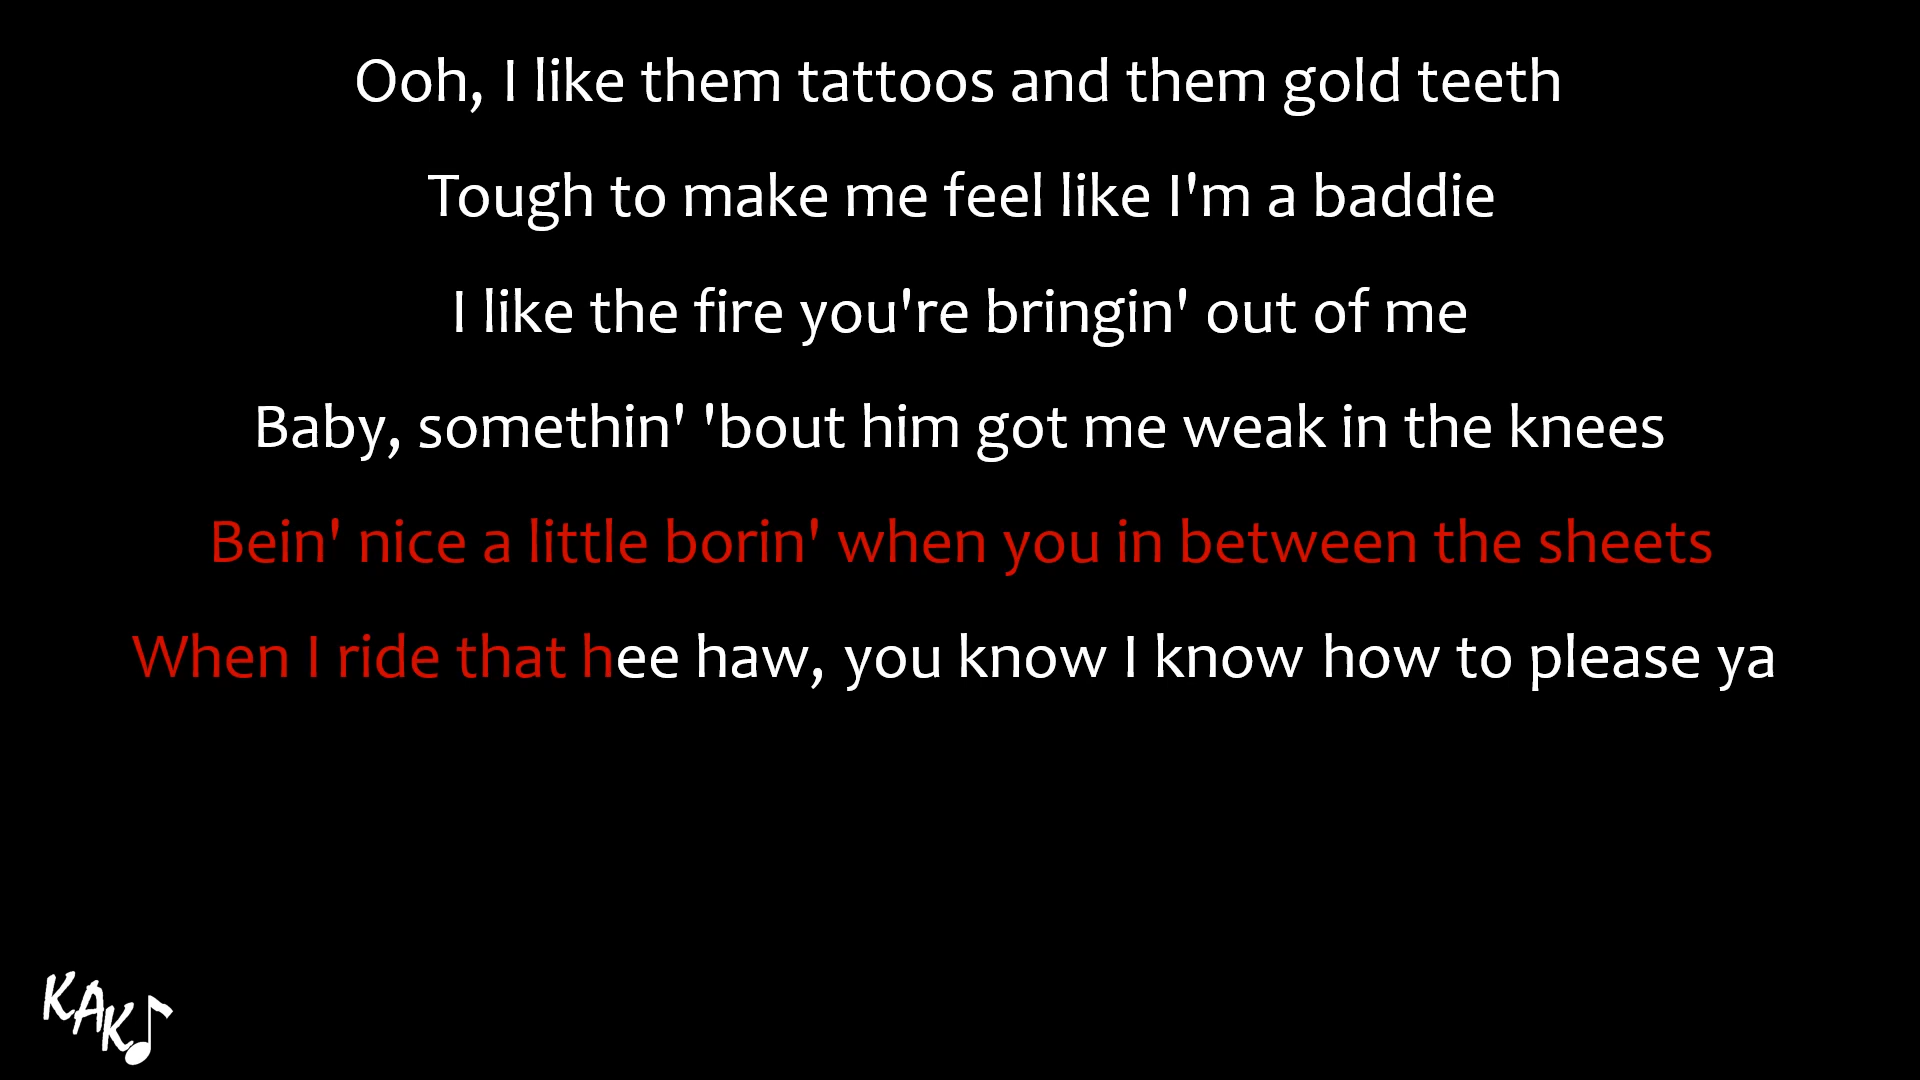 Ooh, I like them tattoos and them gold teeth
Tough to make me feel like I'm a baddie
I like the fire you're bringin' out of me
Baby, somethin' 'bout him got me weak in the knees
Bein' nice a little borin' when you in between the sheets
When I ride that hee haw, you know I know how to please ya
KAK